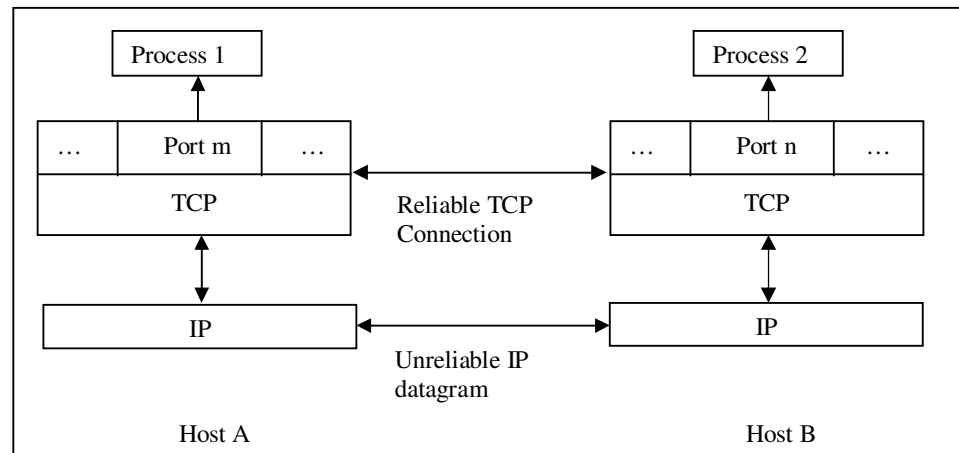 Process 1
Process 2
… Port m …
… Port n …
TCP
TCP
Reliable TCP
Connection
IP
IP
Unreliable IP
datagram
Host A
Host B